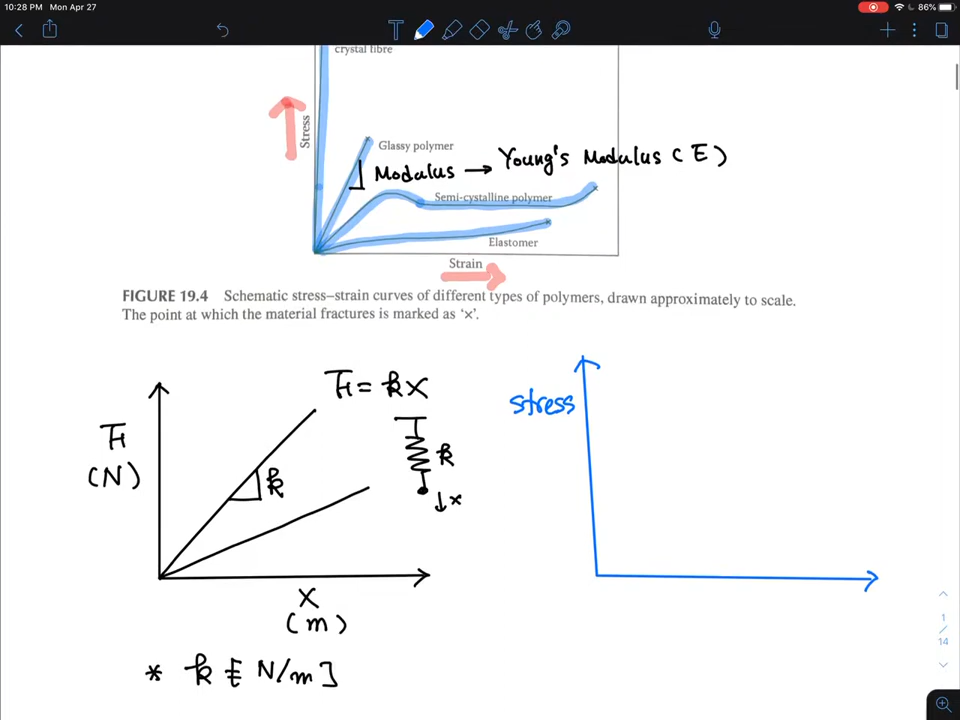 10:28 PM Mon Apr 27
86%
crystal fibre
Stress
Glassy polymer
Modulus → Young's Modulus (E)
Semi-cystalline polymer
Elastomer
Strain
FIGURE 19.4 Schematic stress–strain curves of different types of polymers, drawn approximately to scale.
The point at which the material fractures is marked as ‘×’.
F = kx
stress
F
(N)
k
k
↓x
x
(m)
* k [N/m]
1
/
14